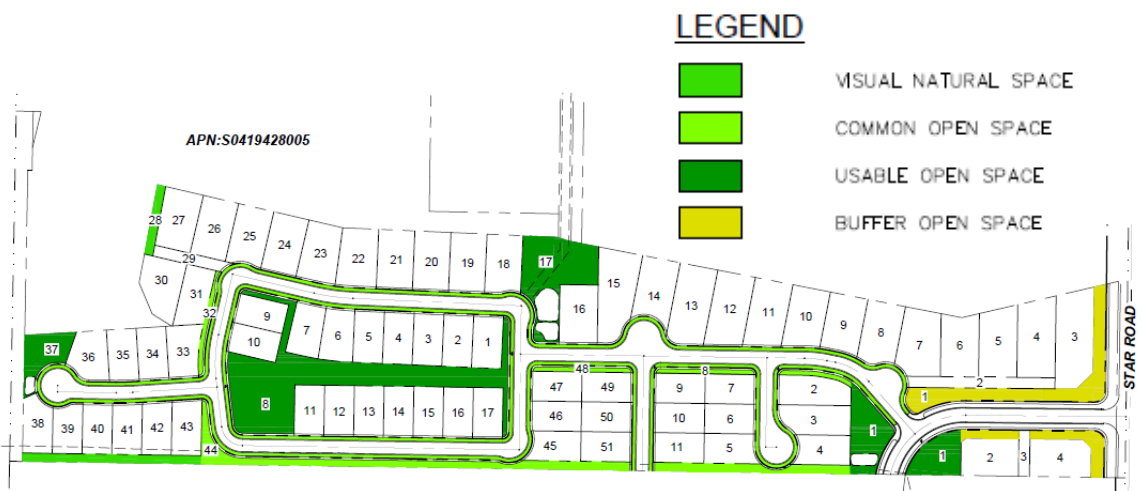 LEGEND
VISUAL NATURAL SPACE
COMMON OPEN SPACE
USABLE OPEN SPACE
BUFFER OPEN SPACE
APN:S0419428005
28 27 26 25 24 23 22 21 20 19 18 17
29
30 31
32
16 15 14 13 12 11 10 9 8 7 6 5 4 3
2
1
STAR ROAD
9
10
7 6 5 4 3 2 1
8
11 12 13 14 15 16 17
37
36 35 34 33
38 39 40 41 42 43
44
48
47 49
46 50
45 51
8
9 7
10 6
11 5
2
3
4
1
1
2 3 4